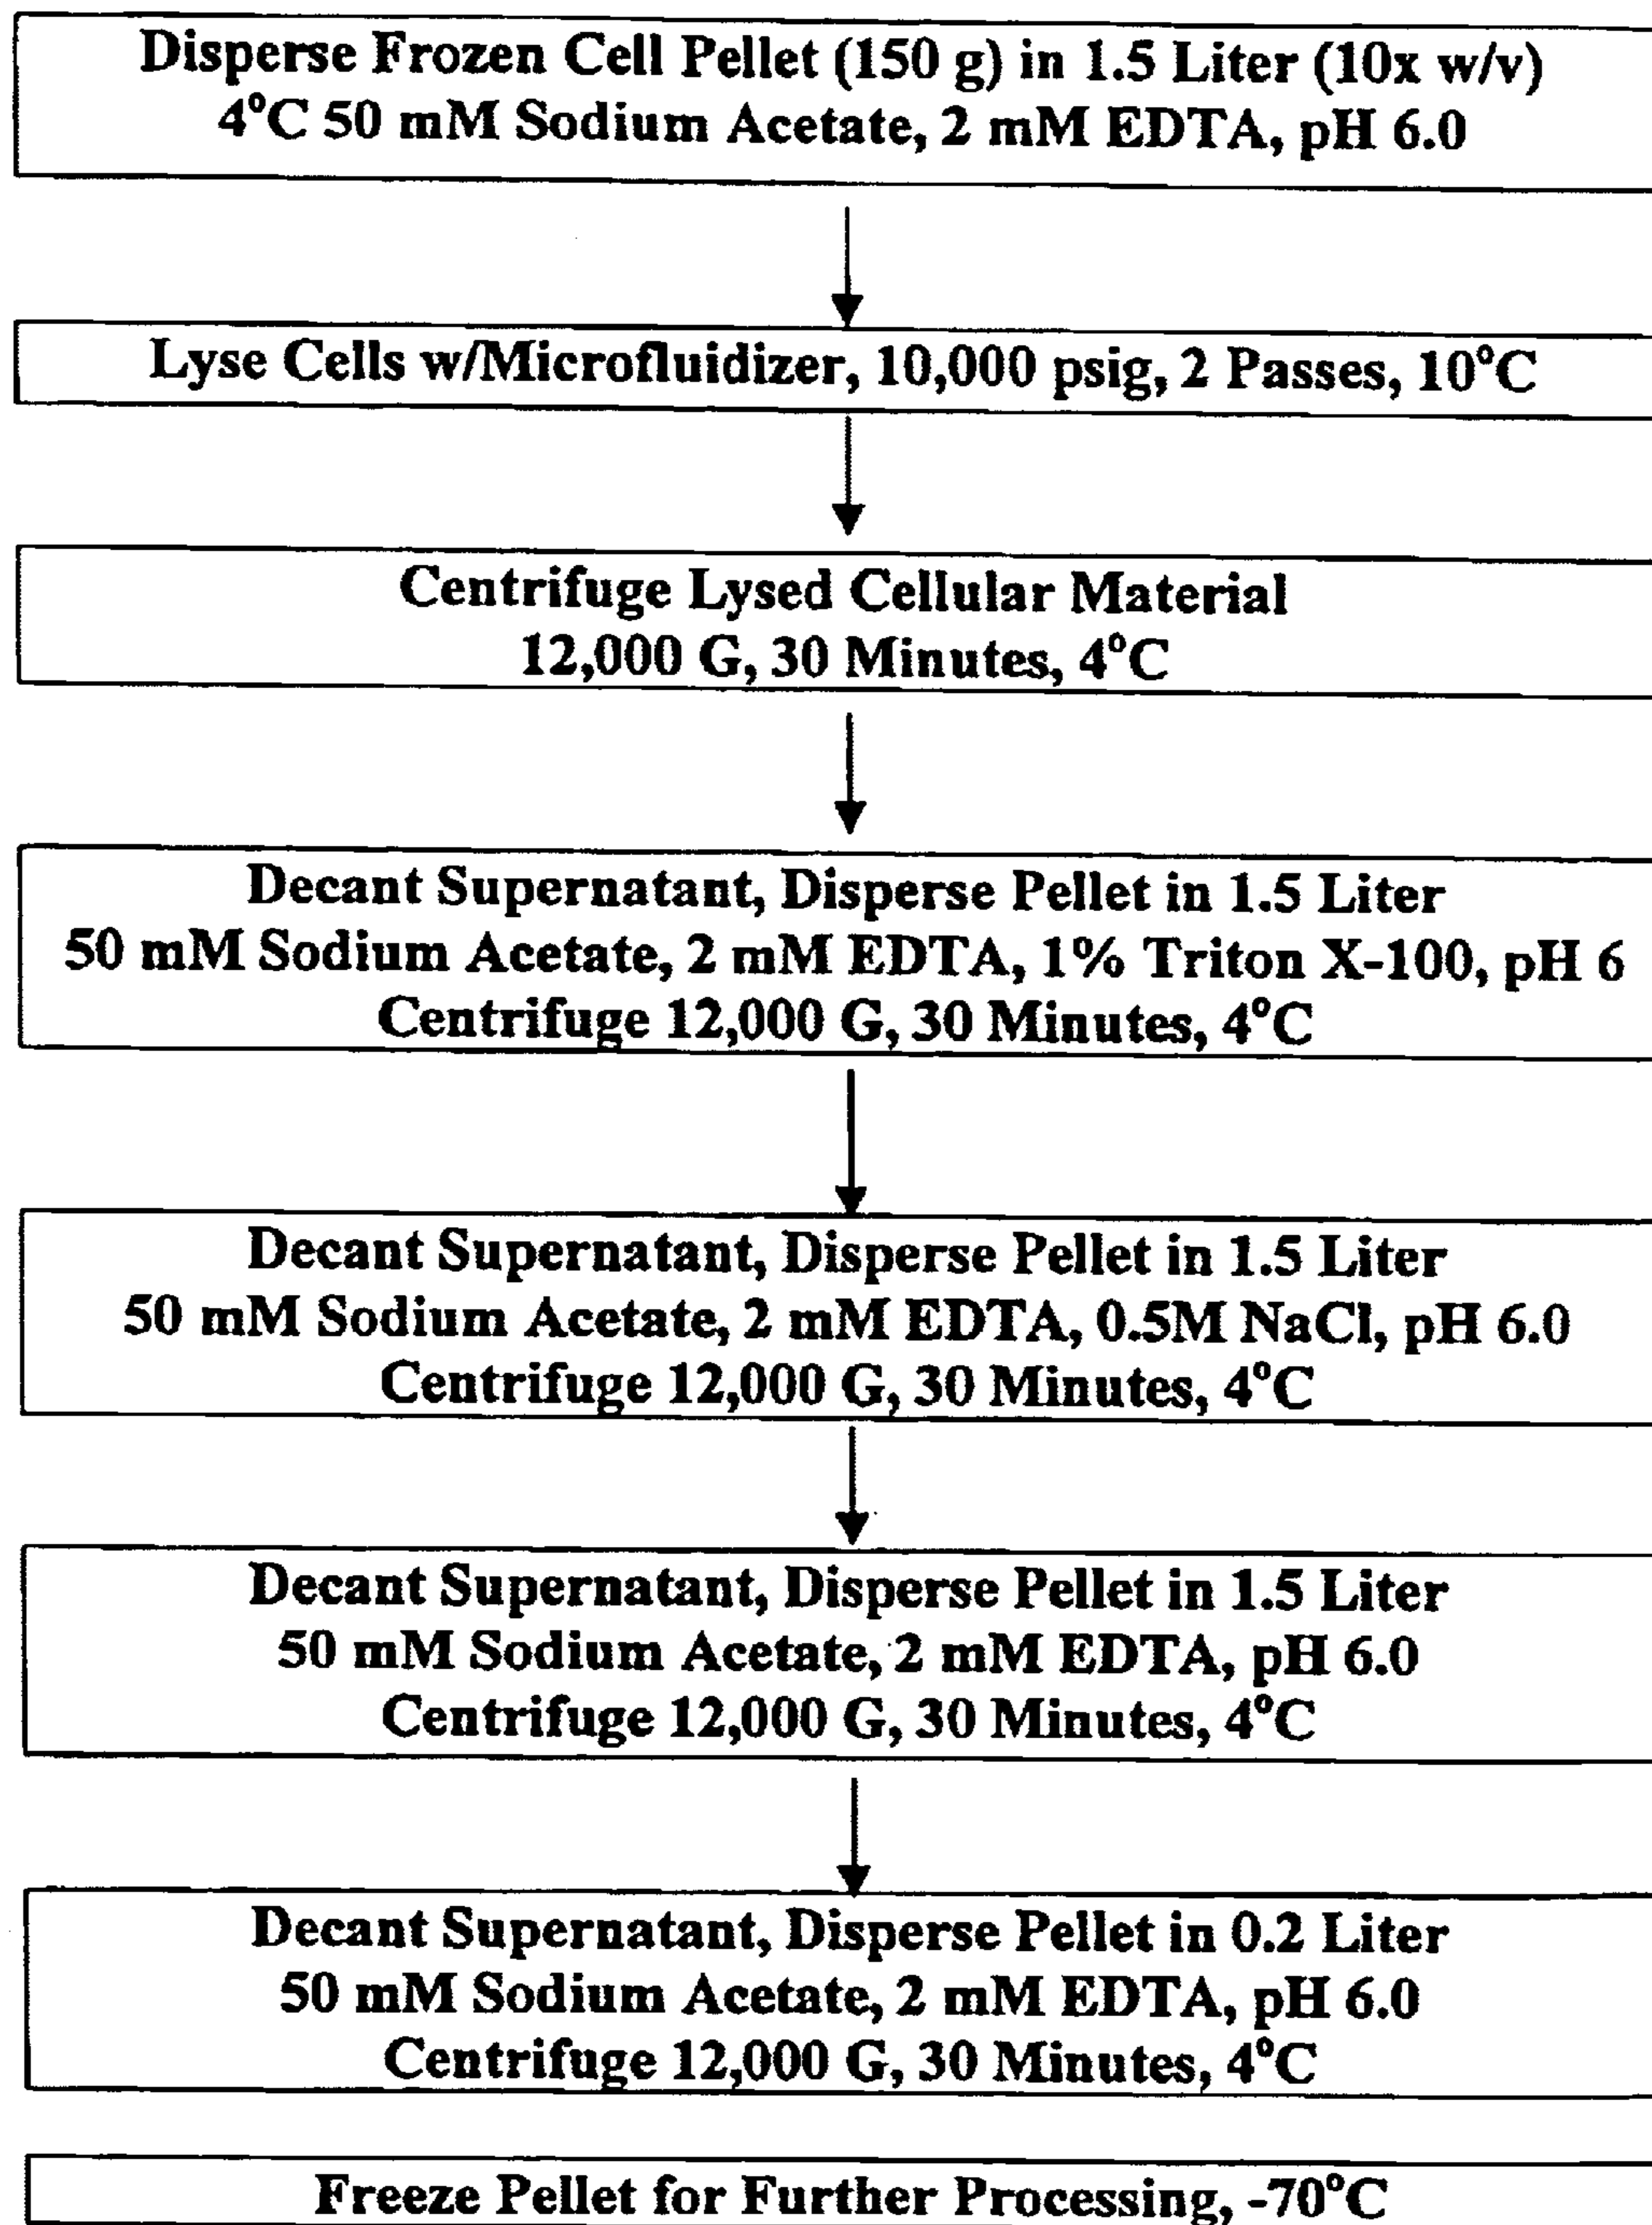 Disperse Frozen Cell Pellet (150 g) in 1.5 Liter (10x w/v)
4°C 50 mM Sodium Acetate, 2 mM EDTA, pH 6.0
Lyse Cells w/Microfluidizer, 10,000 psig, 2 Passes, 10°C
Centrifuge Lysed Cellular Material
12,000 G, 30 Minutes, 4°C
Decant Supernatant, Disperse Pellet in 1.5 Liter
50 mM Sodium Acetate, 2 mM EDTA, 1% Triton X-100, pH 6
Centrifuge 12,000 G, 30 Minutes, 4°C
Decant Supernatant, Disperse Pellet in 1.5 Liter
50 mM Sodium Acetate, 2 mM EDTA, 0.5M NaCl, pH 6.0
Centrifuge 12,000 G, 30 Minutes, 4°C
Decant Supernatant, Disperse Pellet in 1.5 Liter
50 mM Sodium Acetate, 2 mM EDTA, pH 6.0
Centrifuge 12,000 G, 30 Minutes, 4°C
Decant Supernatant, Disperse Pellet in 0.2 Liter
50 mM Sodium Acetate, 2 mM EDTA, pH 6.0
Centrifuge 12,000 G, 30 Minutes, 4°C
Freeze Pellet for Further Processing, -70°C